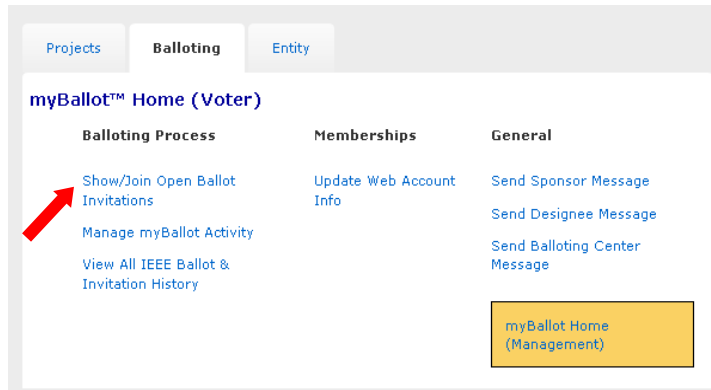 Projects
Balloting
Entity
myBallot™ Home (Voter)
Balloting Process
Show/Join Open Ballot
Invitations
Manage myBallot Activity
View All IEEE Ballot &
Invitation History
Memberships
Update Web Account
Info
General
Send Sponsor Message
Send Designee Message
Send Balloting Center
Message
myBallot Home
(Management)